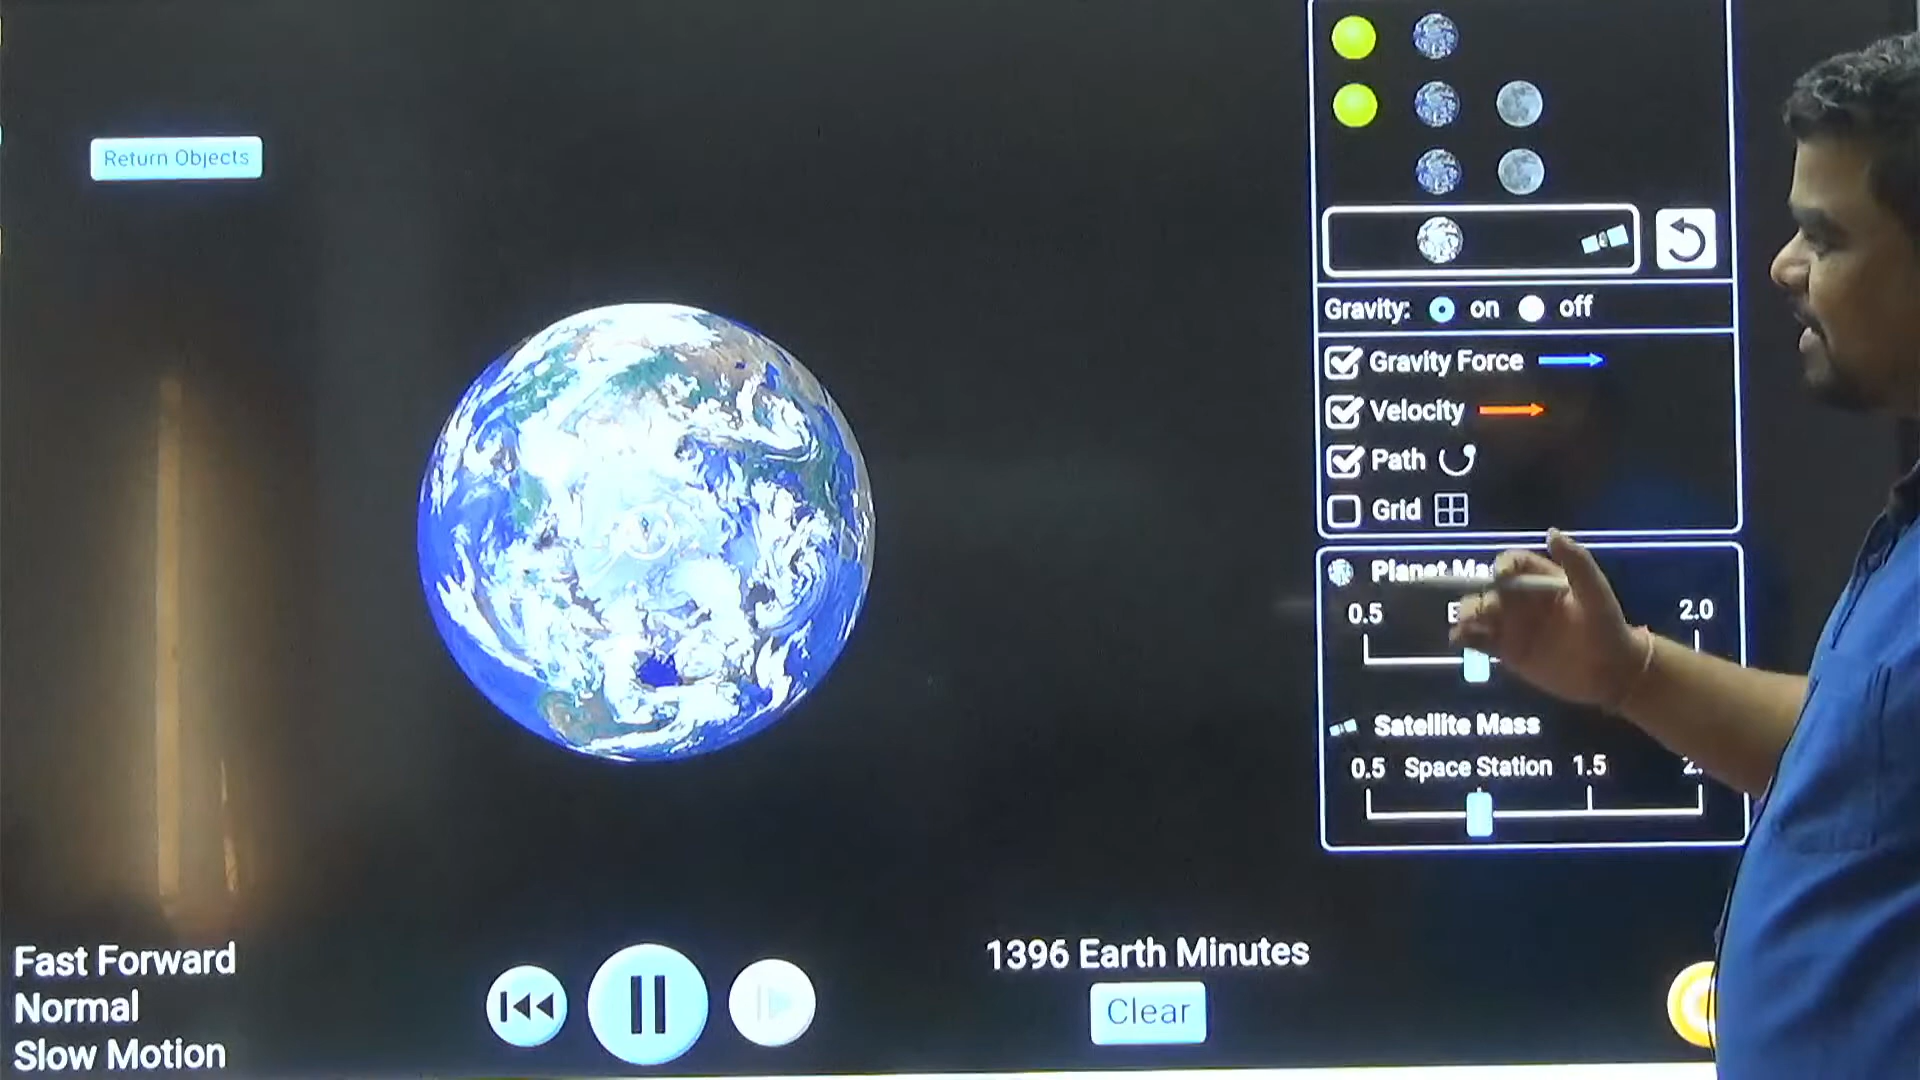 Return Objects
Gravity: on off
Gravity Force
Velocity
Path
Grid
Planet
0.5 2.0
Satellite Mass
0.5 Space Station 1.5
Fast Forward
Normal
Slow Motion
1396 Earth Minutes
Clear